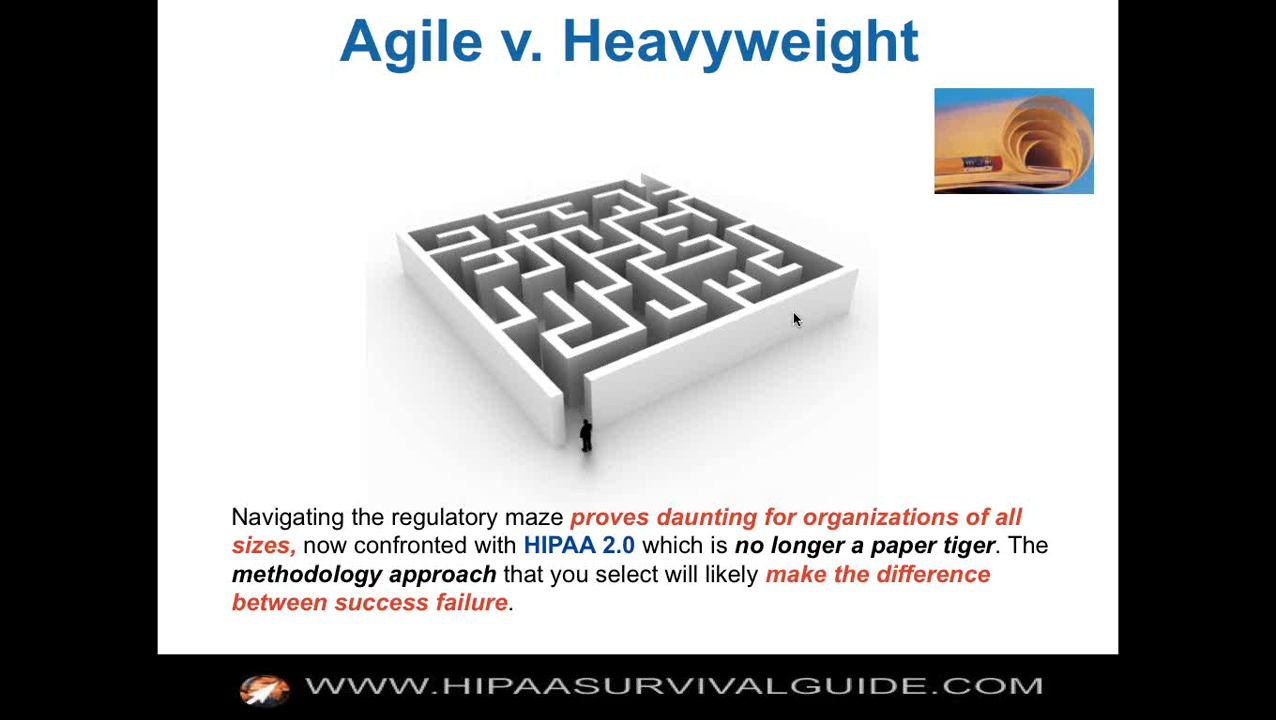 Agile v. Heavyweight
Navigating the regulatory maze proves daunting for organizations of all
sizes, now confronted with HIPAA 2.0 which is no longer a paper tiger. The
methodology approach that you select will likely make the difference
between success failure.
WWW.HIPAASURVIVALGUIDE.COM